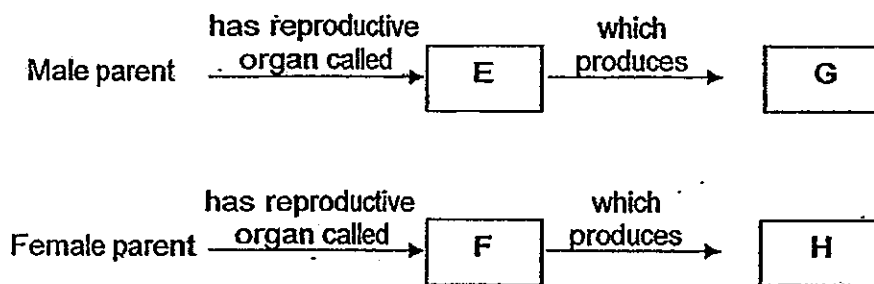 has reproductive
organ called
which
produces
Male parent
E
G
has reproductive
organ called
which
produces
Female parent
F
H